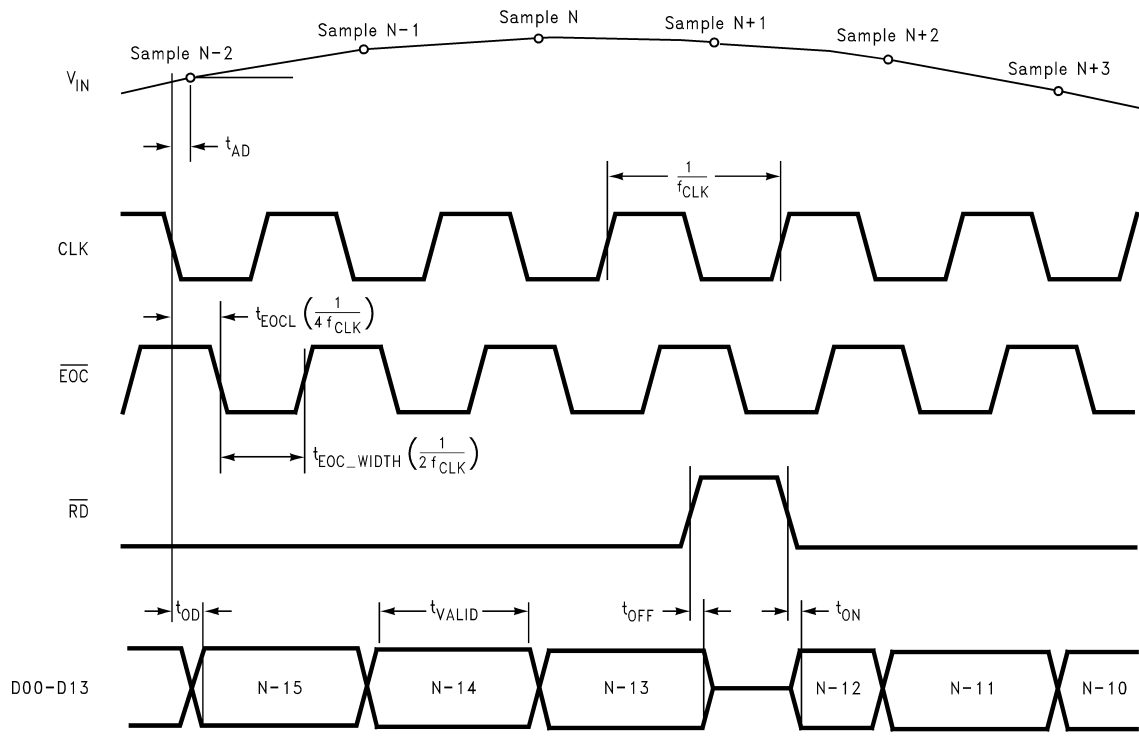 Sample N-2
Sample N-1
Sample N
Sample N+1
Sample N+2
Sample N+3
VIN
tAD
1/fCLK
CLK
tEOCL (1/4 fCLK)
EOC
tEOC_WIDTH (1/2 fCLK)
RD
tOD
tVALID
tOFF
tON
D00-D13
N-15
N-14
N-13
N-12
N-11
N-10